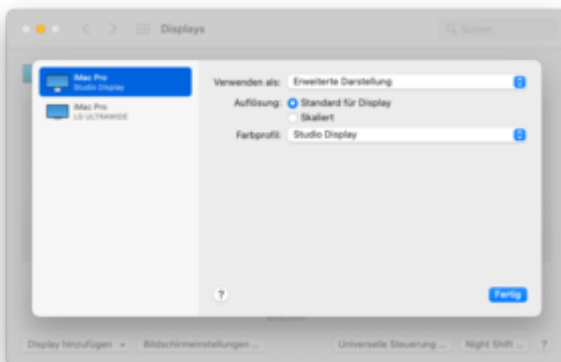 Displays
Suchen
iMac Pro
Studio Display
iMac Pro
LG ULTRAWIDE
Verwenden als: Erweiterte Darstellung
Auflösung: Standard für Display
Skaliert
Farbprofil: Studio Display
?
Fertig
Display hinzufügen
Bildschirmeinstellungen ...
Universelle Steuerung ...
Night Shift ...
?